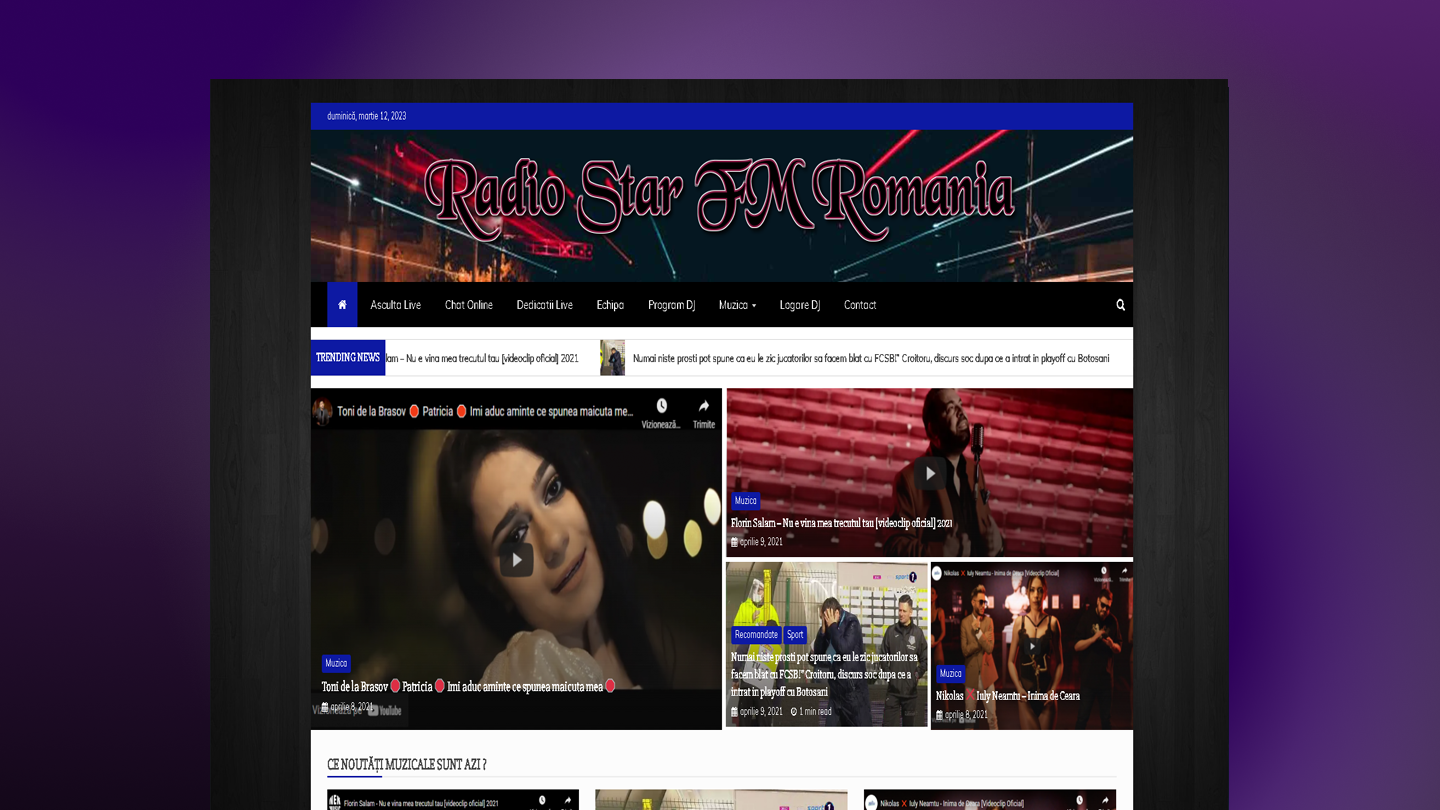 duminică, martie 12, 2023
Radio Star FM Romania
Asculta Live
Chat Online
Dedicatii Live
Echipa
Program DJ
Muzica
Logare DJ
Contact
TRENDING NEWS
lam – Nu e vina mea trecutul tau [videoclip oficial] 2021
Numai niste prosti pot spune ca eu le zic jucatorilor sa facem blat cu FCSB!" Croitoru, discurs soc dupa ce a intrat in playoff cu Botosani
Toni de la Brasov 🔴 Patricia 🔴 Imi aduc aminte ce spunea maicuta me...
Vizionează...
Trimite
Muzica
Toni de la Brasov 🔴 Patricia 🔴 Imi aduc aminte ce spunea maicuta mea 🔴
aprilie 8, 2021
YouTube
Muzica
Florin Salam – Nu e vina mea trecutul tau [videoclip oficial] 2021
aprilie 9, 2021
sport
Recomandate
Sport
Numai niste prosti pot spune ca eu le zic jucatorilor sa
facem blat cu FCSB!" Croitoru, discurs soc dupa ce a
intrat in playoff cu Botosani
aprilie 9, 2021
1 min read
Nikolas ❌ Iuly Neamtu - Inima de Ceara [Videoclip Oficial]
Muzica
Nikolas ❌ Iuly Neamtu – Inima de Ceara
aprilie 8, 2021
CE NOUTĂȚI MUZICALE SUNT AZI ?
Florin Salam - Nu e vina mea trecutul tau [videoclip oficial] 2021
Nikolas ❌ Iuly Neamtu - Inima de Ceara [Videoclip Oficial]